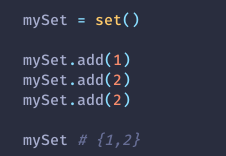 mySet = set()
mySet.add(1)
mySet.add(2)
mySet.add(2)
mySet # {1,2}